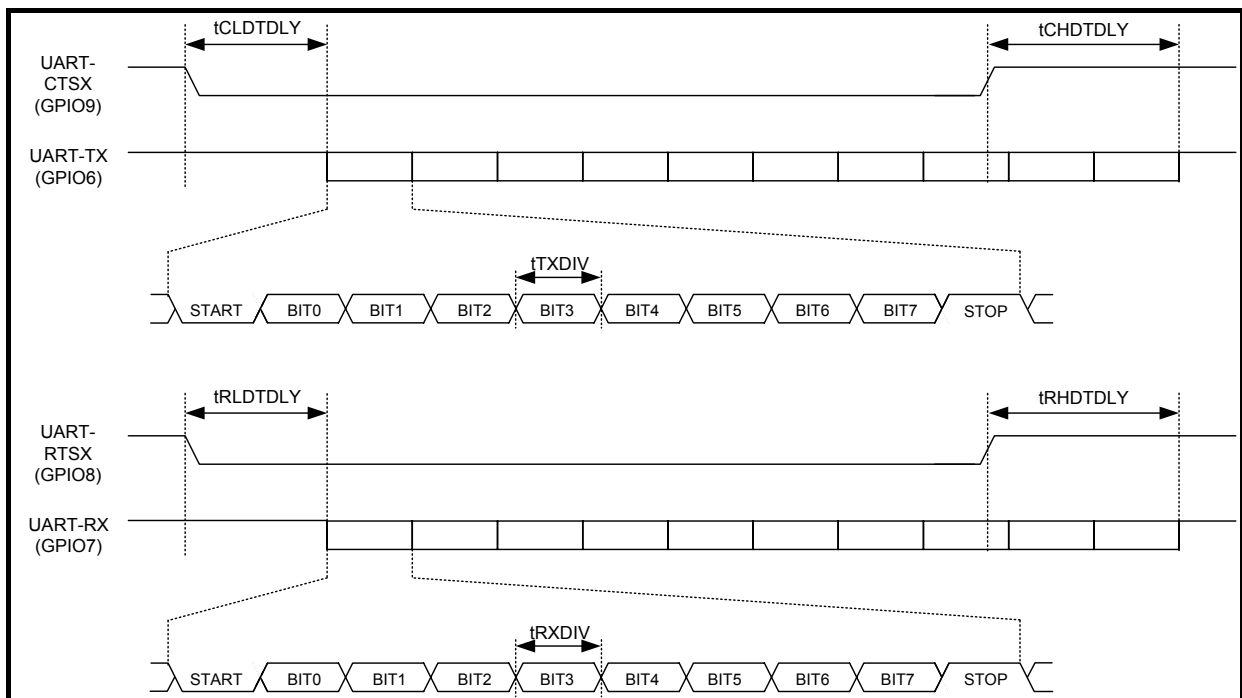 tCLDTDLY
tCHDTDLY
UART-
CTSX
(GPIO9)
UART-TX
(GPIO6)
tTXDIV
START BIT0 BIT1 BIT2 BIT3 BIT4 BIT5 BIT6 BIT7 STOP
tRLDTDLY
tRHDTDLY
UART-
RTSX
(GPIO8)
UART-RX
(GPIO7)
tRXDIV
START BIT0 BIT1 BIT2 BIT3 BIT4 BIT5 BIT6 BIT7 STOP